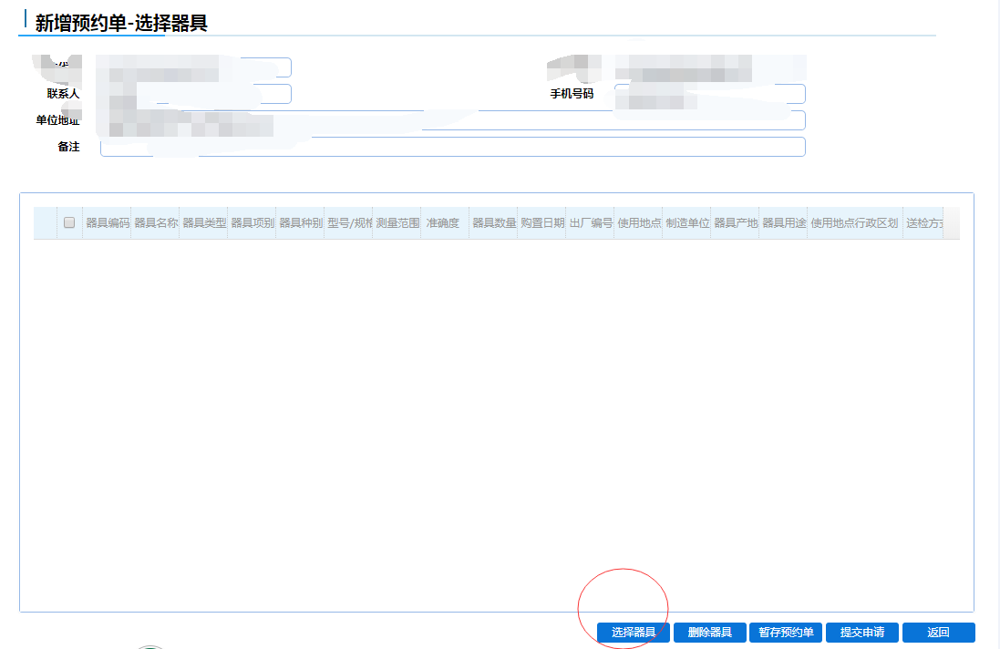 新增预约单-选择器具
联系人 手机号码
单位地址
备注
器具编码 器具名称 器具类型 器具项别 器具种别 型号/规格 测量范围 准确度 器具数量 购置日期 出厂编号 使用地点 制造单位 器具产地 器具用途 使用地点行政区划 送检方式
选择器具 删除器具 暂存预约单 提交申请 返回